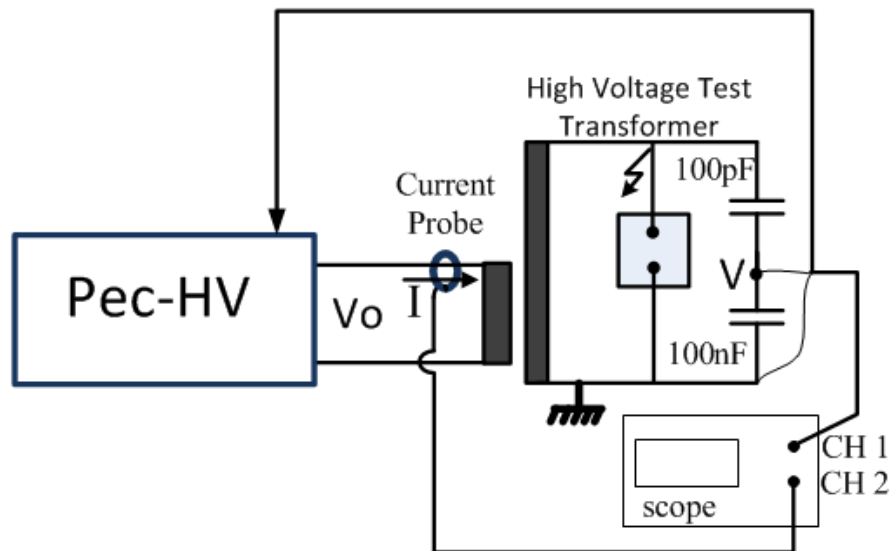 High Voltage Test
Transformer
100pF
Current
Probe
Pec-HV
Vo
I
V
100nF
CH 1
CH 2
scope